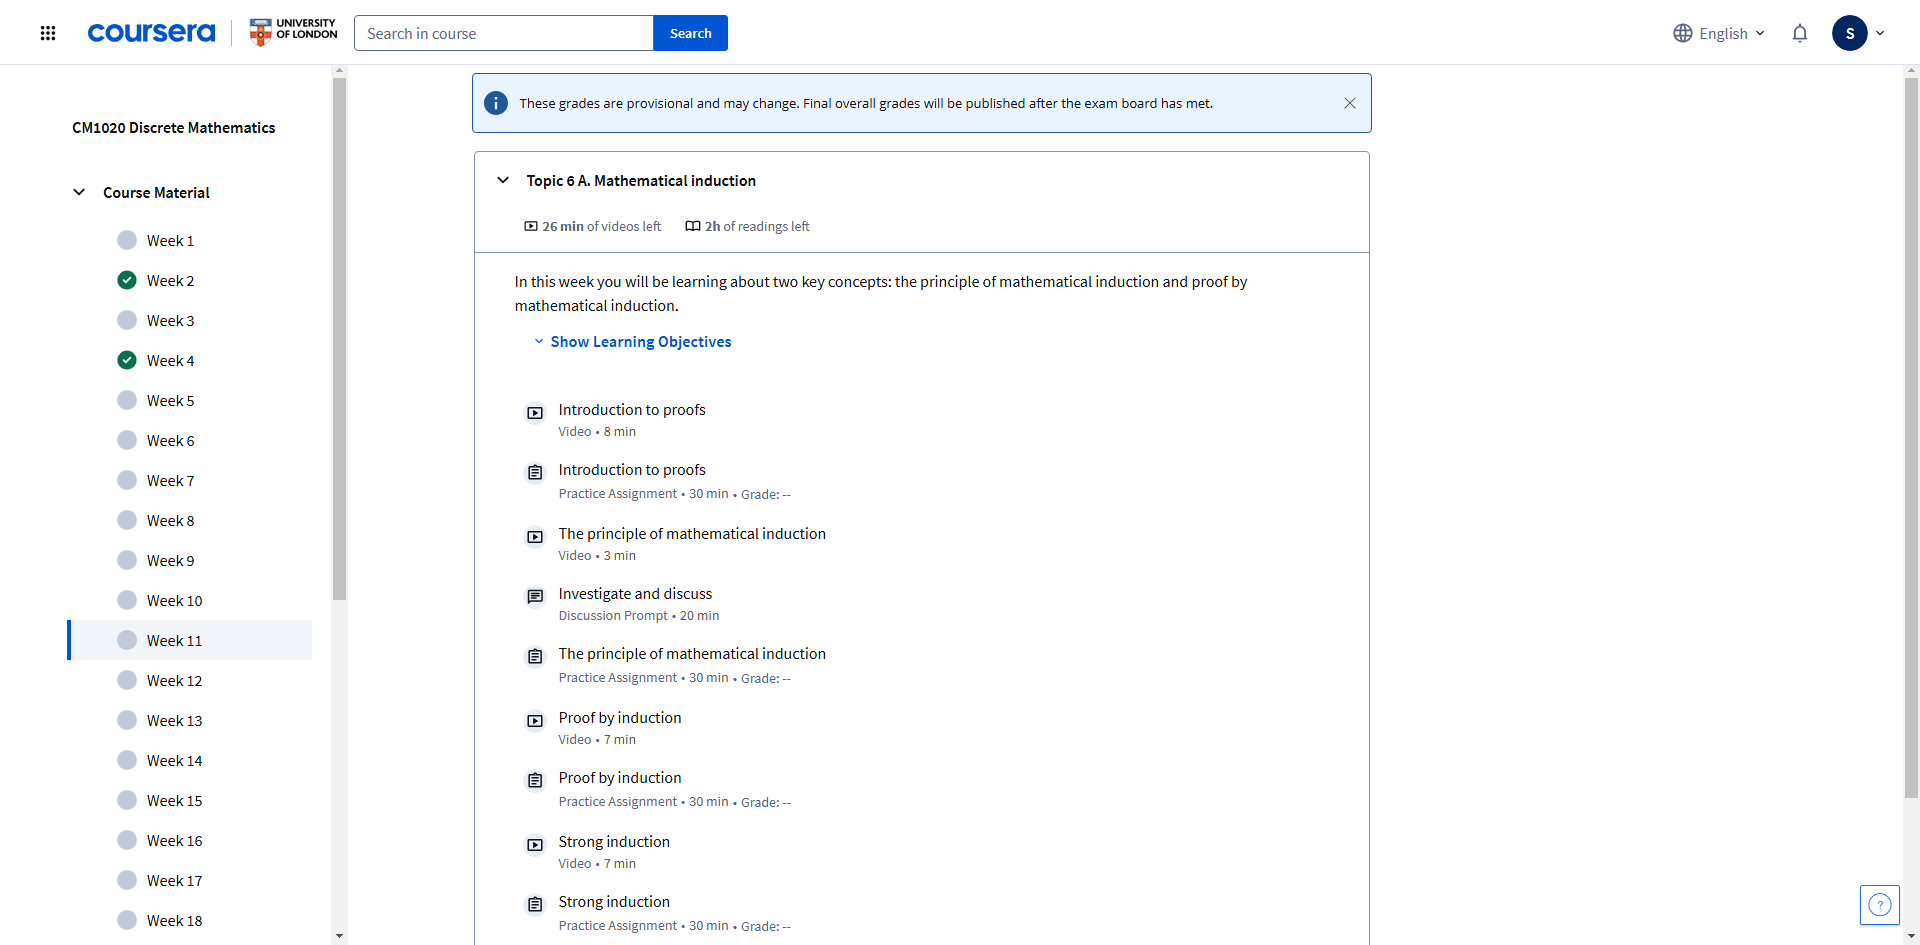 coursera
UNIVERSITY
OF LONDON
Search in course
Search
English
S
CM1020 Discrete Mathematics
Course Material
Week 1
Week 2
Week 3
Week 4
Week 5
Week 6
Week 7
Week 8
Week 9
Week 10
Week 11
Week 12
Week 13
Week 14
Week 15
Week 16
Week 17
Week 18
These grades are provisional and may change. Final overall grades will be published after the exam board has met.
Topic 6 A. Mathematical induction
26 min of videos left
2h of readings left
In this week you will be learning about two key concepts: the principle of mathematical induction and proof by
mathematical induction.
Show Learning Objectives
Introduction to proofs
Video • 8 min
Introduction to proofs
Practice Assignment • 30 min • Grade: --
The principle of mathematical induction
Video • 3 min
Investigate and discuss
Discussion Prompt • 20 min
The principle of mathematical induction
Practice Assignment • 30 min • Grade: --
Proof by induction
Video • 7 min
Proof by induction
Practice Assignment • 30 min • Grade: --
Strong induction
Video • 7 min
Strong induction
Practice Assignment • 30 min • Grade: --
?